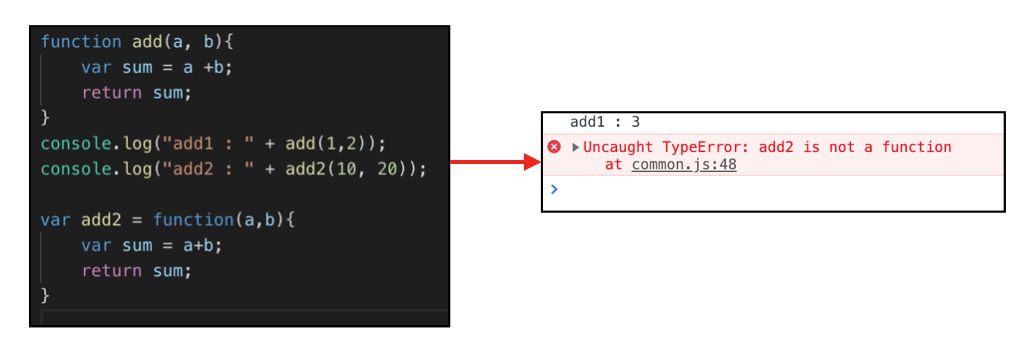 function add(a, b){
    var sum = a +b;
    return sum;
}
console.log("add1 : " + add(1,2));
console.log("add2 : " + add2(10, 20));

var add2 = function(a,b){
    var sum = a+b;
    return sum;
}
add1 : 3
Uncaught TypeError: add2 is not a function
    at common.js:48